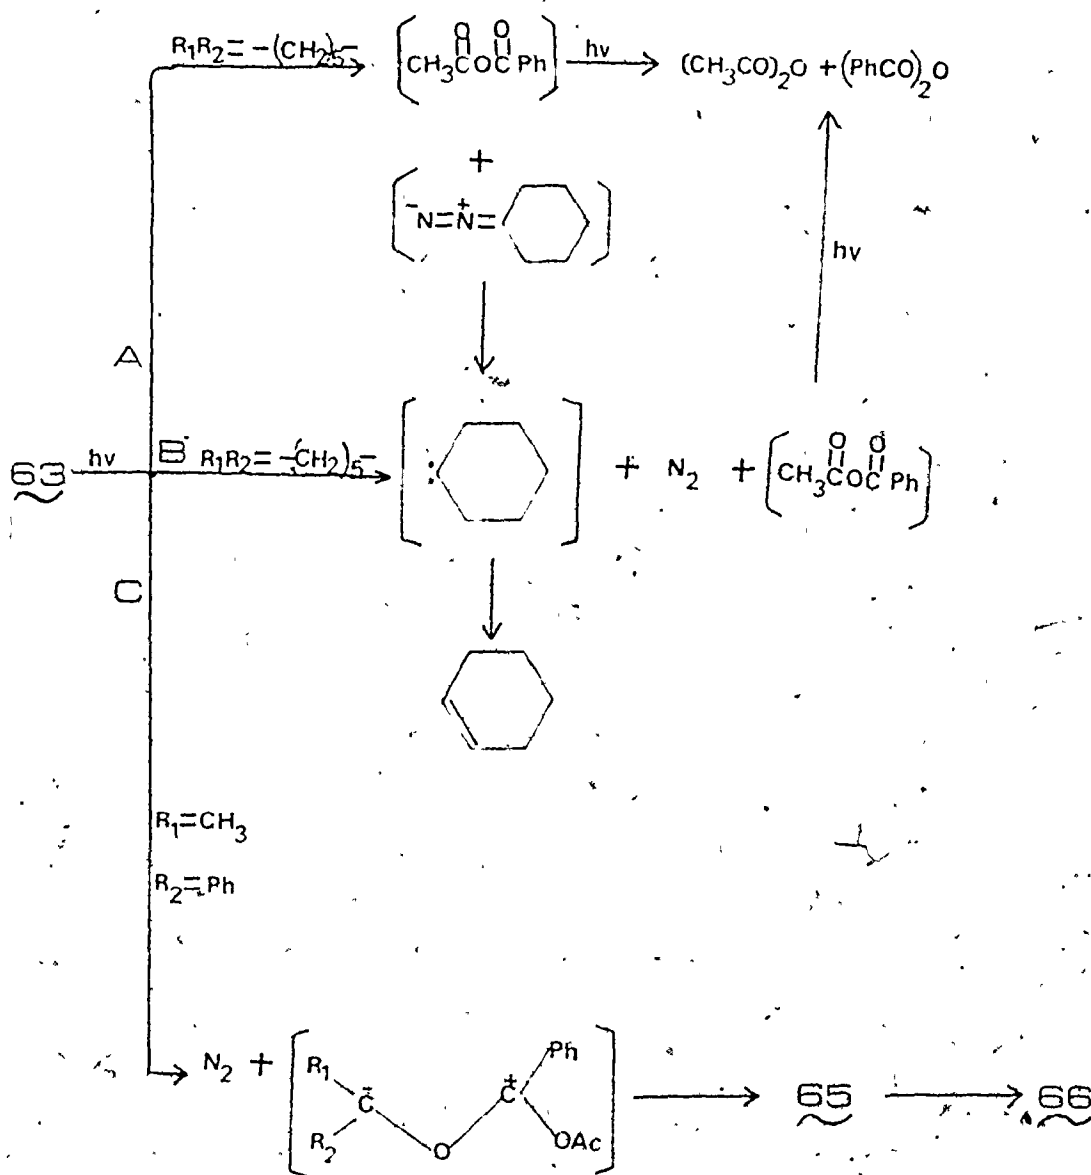 R₁R₂= -(CH₂)₅- [CH₃COCPh] hν (CH₃CO)₂O + (PhCO)₂O
O O
+
⁻N=N⁺=
hν
A
63 hν B R₁R₂= -(CH₂)₅- : + N₂ + [CH₃COCPh]
O O
C
R₁=CH₃
R₂=Ph
N₂ + R₁ R₂ C̄ O C⁺ Ph OAc 65 66